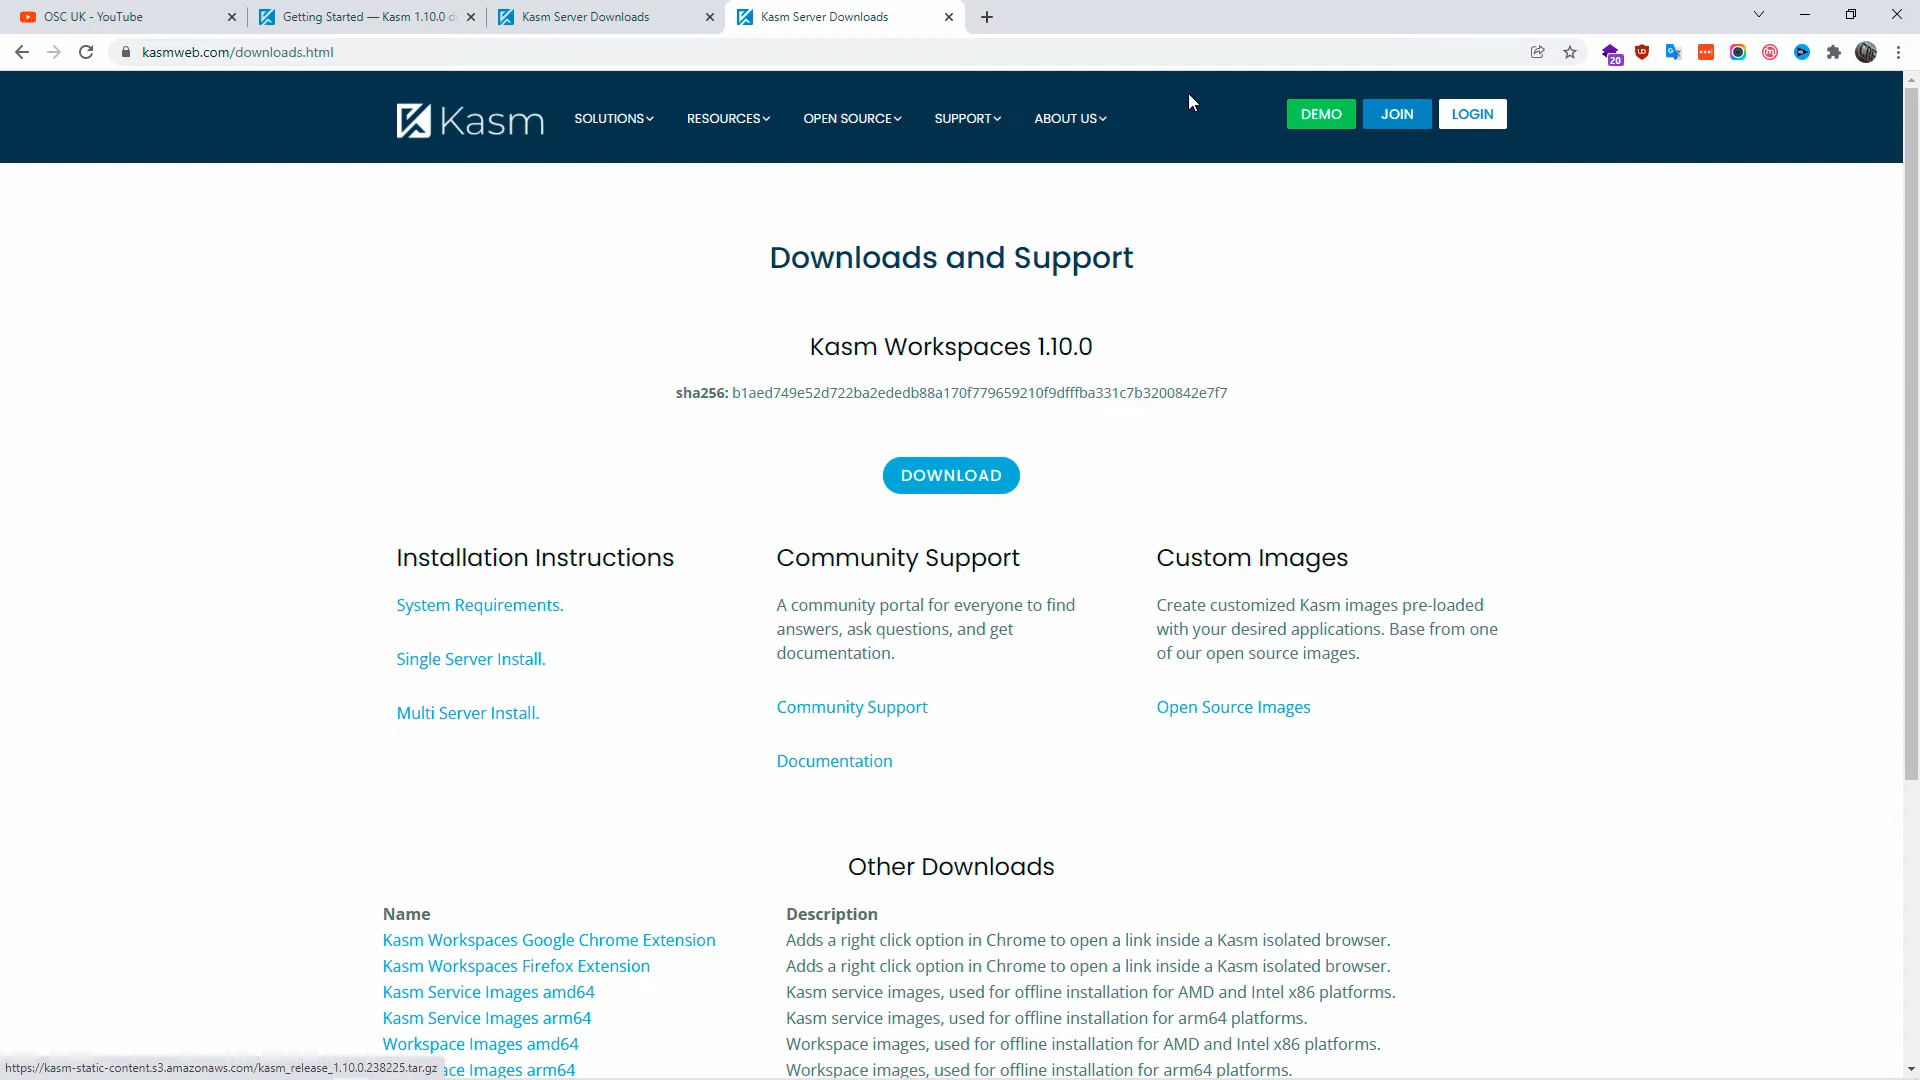 OSC UK - YouTube
Getting Started — Kasm 1.10.0 d
Kasm Server Downloads
Kasm Server Downloads
kasmweb.com/downloads.html
20
Kasm
SOLUTIONS
RESOURCES
OPEN SOURCE
SUPPORT
ABOUT US
DEMO
JOIN
LOGIN
Downloads and Support
Kasm Workspaces 1.10.0
sha256: b1aed749e52d722ba2ededb88a170f779659210f9dfffba331c7b3200842e7f7
DOWNLOAD
Installation Instructions
System Requirements.
Single Server Install.
Multi Server Install.
Community Support
A community portal for everyone to find
answers, ask questions, and get
documentation.
Community Support
Documentation
Custom Images
Create customized Kasm images pre-loaded
with your desired applications. Base from one
of our open source images.
Open Source Images
Other Downloads
Name Description
Kasm Workspaces Google Chrome Extension Adds a right click option in Chrome to open a link inside a Kasm isolated browser.
Kasm Workspaces Firefox Extension Adds a right click option in Chrome to open a link inside a Kasm isolated browser.
Kasm Service Images amd64 Kasm service images, used for offline installation for AMD and Intel x86 platforms.
Kasm Service Images arm64 Kasm service images, used for offline installation for arm64 platforms.
Workspace Images amd64 Workspace images, used for offline installation for AMD and Intel x86 platforms.
ace Images arm64 Workspace images, used for offline installation for arm64 platforms.
https://kasm-static-content.s3.amazonaws.com/kasm_release_1.10.0.238225.tar.gz